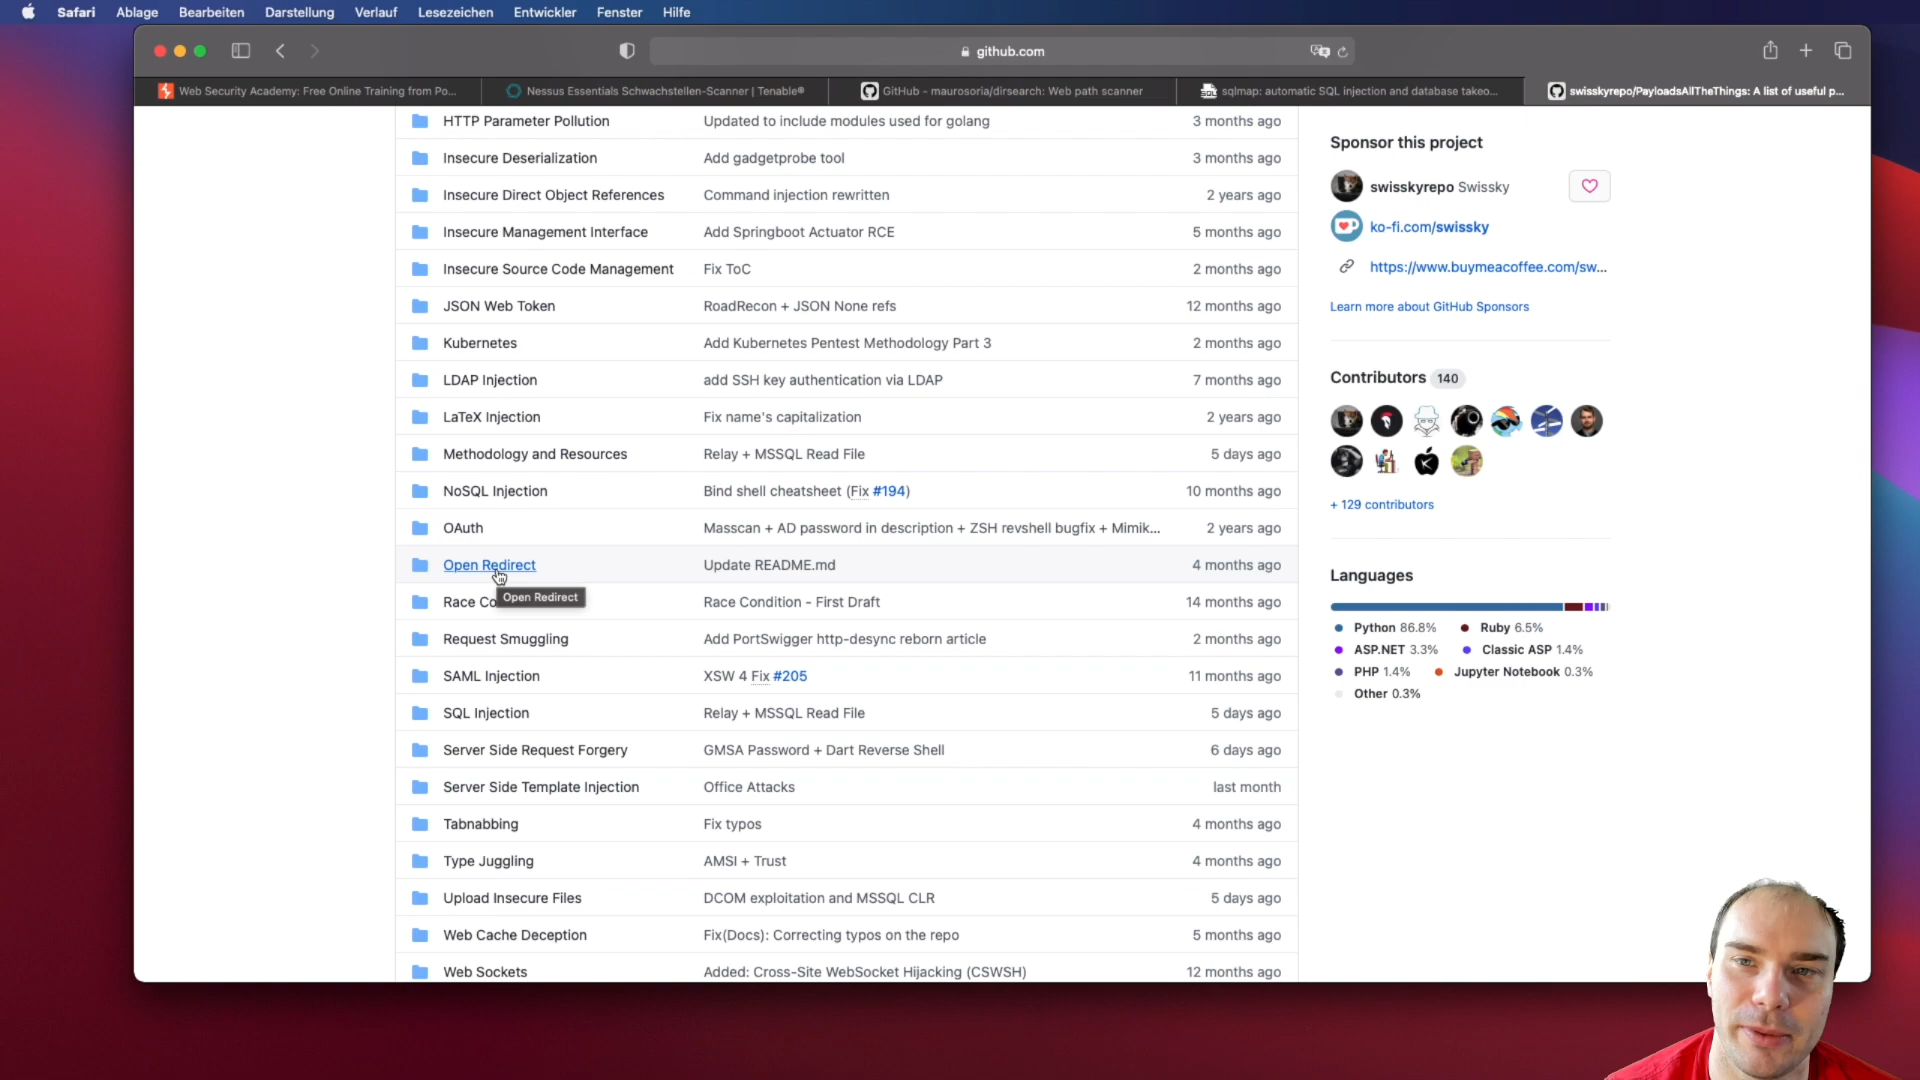 Safari Ablage Bearbeiten Darstellung Verlauf Lesezeichen Entwickler Fenster Hilfe
github.com
Web Security Academy: Free Online Training from Po...
Nessus Essentials Schwachstellen-Scanner | Tenable®
GitHub - maurosoria/dirsearch: Web path scanner
sqlmap: automatic SQL injection and database takeo...
swisskyrepo/PayloadsAllTheThings: A list of useful p...
HTTP Parameter Pollution Updated to include modules used for golang 3 months ago
Insecure Deserialization Add gadgetprobe tool 3 months ago
Insecure Direct Object References Command injection rewritten 2 years ago
Insecure Management Interface Add Springboot Actuator RCE 5 months ago
Insecure Source Code Management Fix ToC 2 months ago
JSON Web Token RoadRecon + JSON None refs 12 months ago
Kubernetes Add Kubernetes Pentest Methodology Part 3 2 months ago
LDAP Injection add SSH key authentication via LDAP 7 months ago
LaTeX Injection Fix name's capitalization 2 years ago
Methodology and Resources Relay + MSSQL Read File 5 days ago
NoSQL Injection Bind shell cheatsheet (Fix #194) 10 months ago
OAuth Masscan + AD password in description + ZSH revshell bugfix + Mimik... 2 years ago
Open Redirect Update README.md 4 months ago
Open Redirect
Race Co Race Condition - First Draft 14 months ago
Request Smuggling Add PortSwigger http-desync reborn article 2 months ago
SAML Injection XSW 4 Fix #205 11 months ago
SQL Injection Relay + MSSQL Read File 5 days ago
Server Side Request Forgery GMSA Password + Dart Reverse Shell 6 days ago
Server Side Template Injection Office Attacks last month
Tabnabbing Fix typos 4 months ago
Type Juggling AMSI + Trust 4 months ago
Upload Insecure Files DCOM exploitation and MSSQL CLR 5 days ago
Web Cache Deception Fix(Docs): Correcting typos on the repo 5 months ago
Web Sockets Added: Cross-Site WebSocket Hijacking (CSWSH) 12 months ago
Sponsor this project
swisskyrepo Swissky
ko-fi.com/swissky
https://www.buymeacoffee.com/sw...
Learn more about GitHub Sponsors
Contributors 140
+ 129 contributors
Languages
Python 86.8% Ruby 6.5%
ASP.NET 3.3% Classic ASP 1.4%
PHP 1.4% Jupyter Notebook 0.3%
Other 0.3%